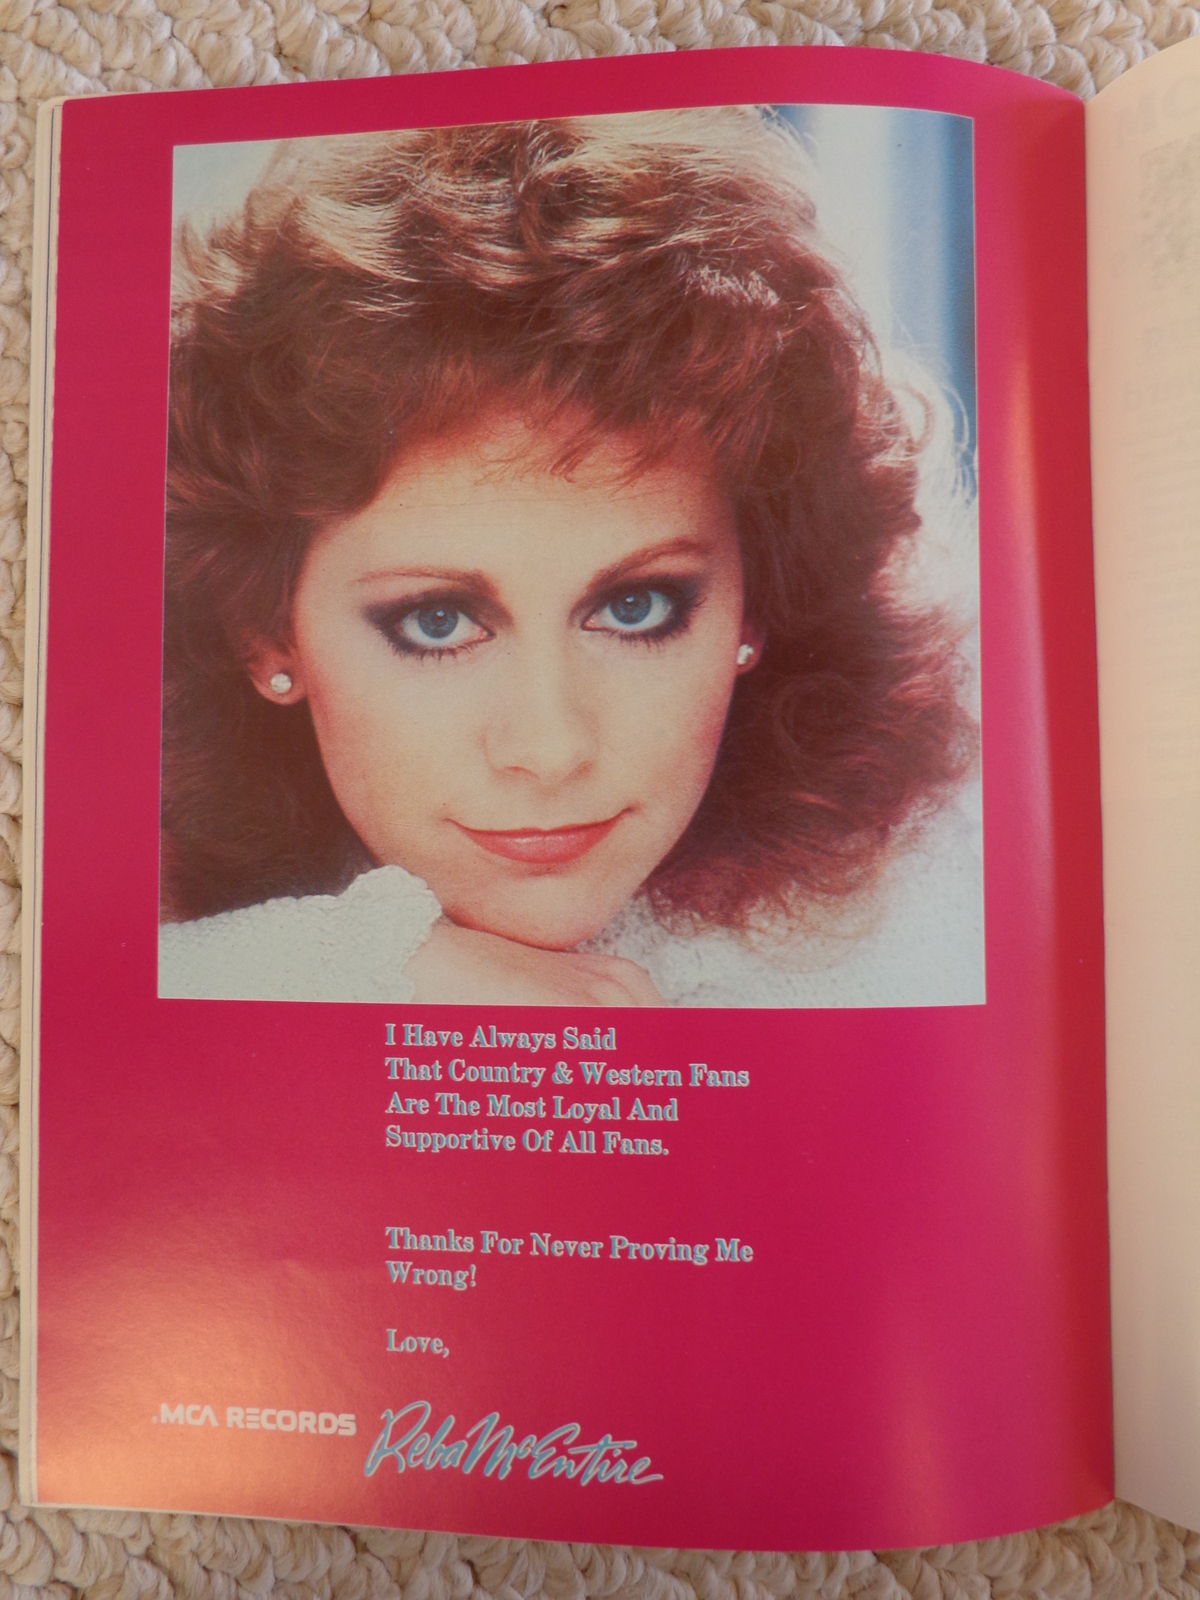 I Have Always Said
That Country & Western Fans
Are The Most Loyal And
Supportive Of All Fans.
Thanks For Never Proving Me
Wrong!
Love,
MCA RECORDS
Reba McEntire